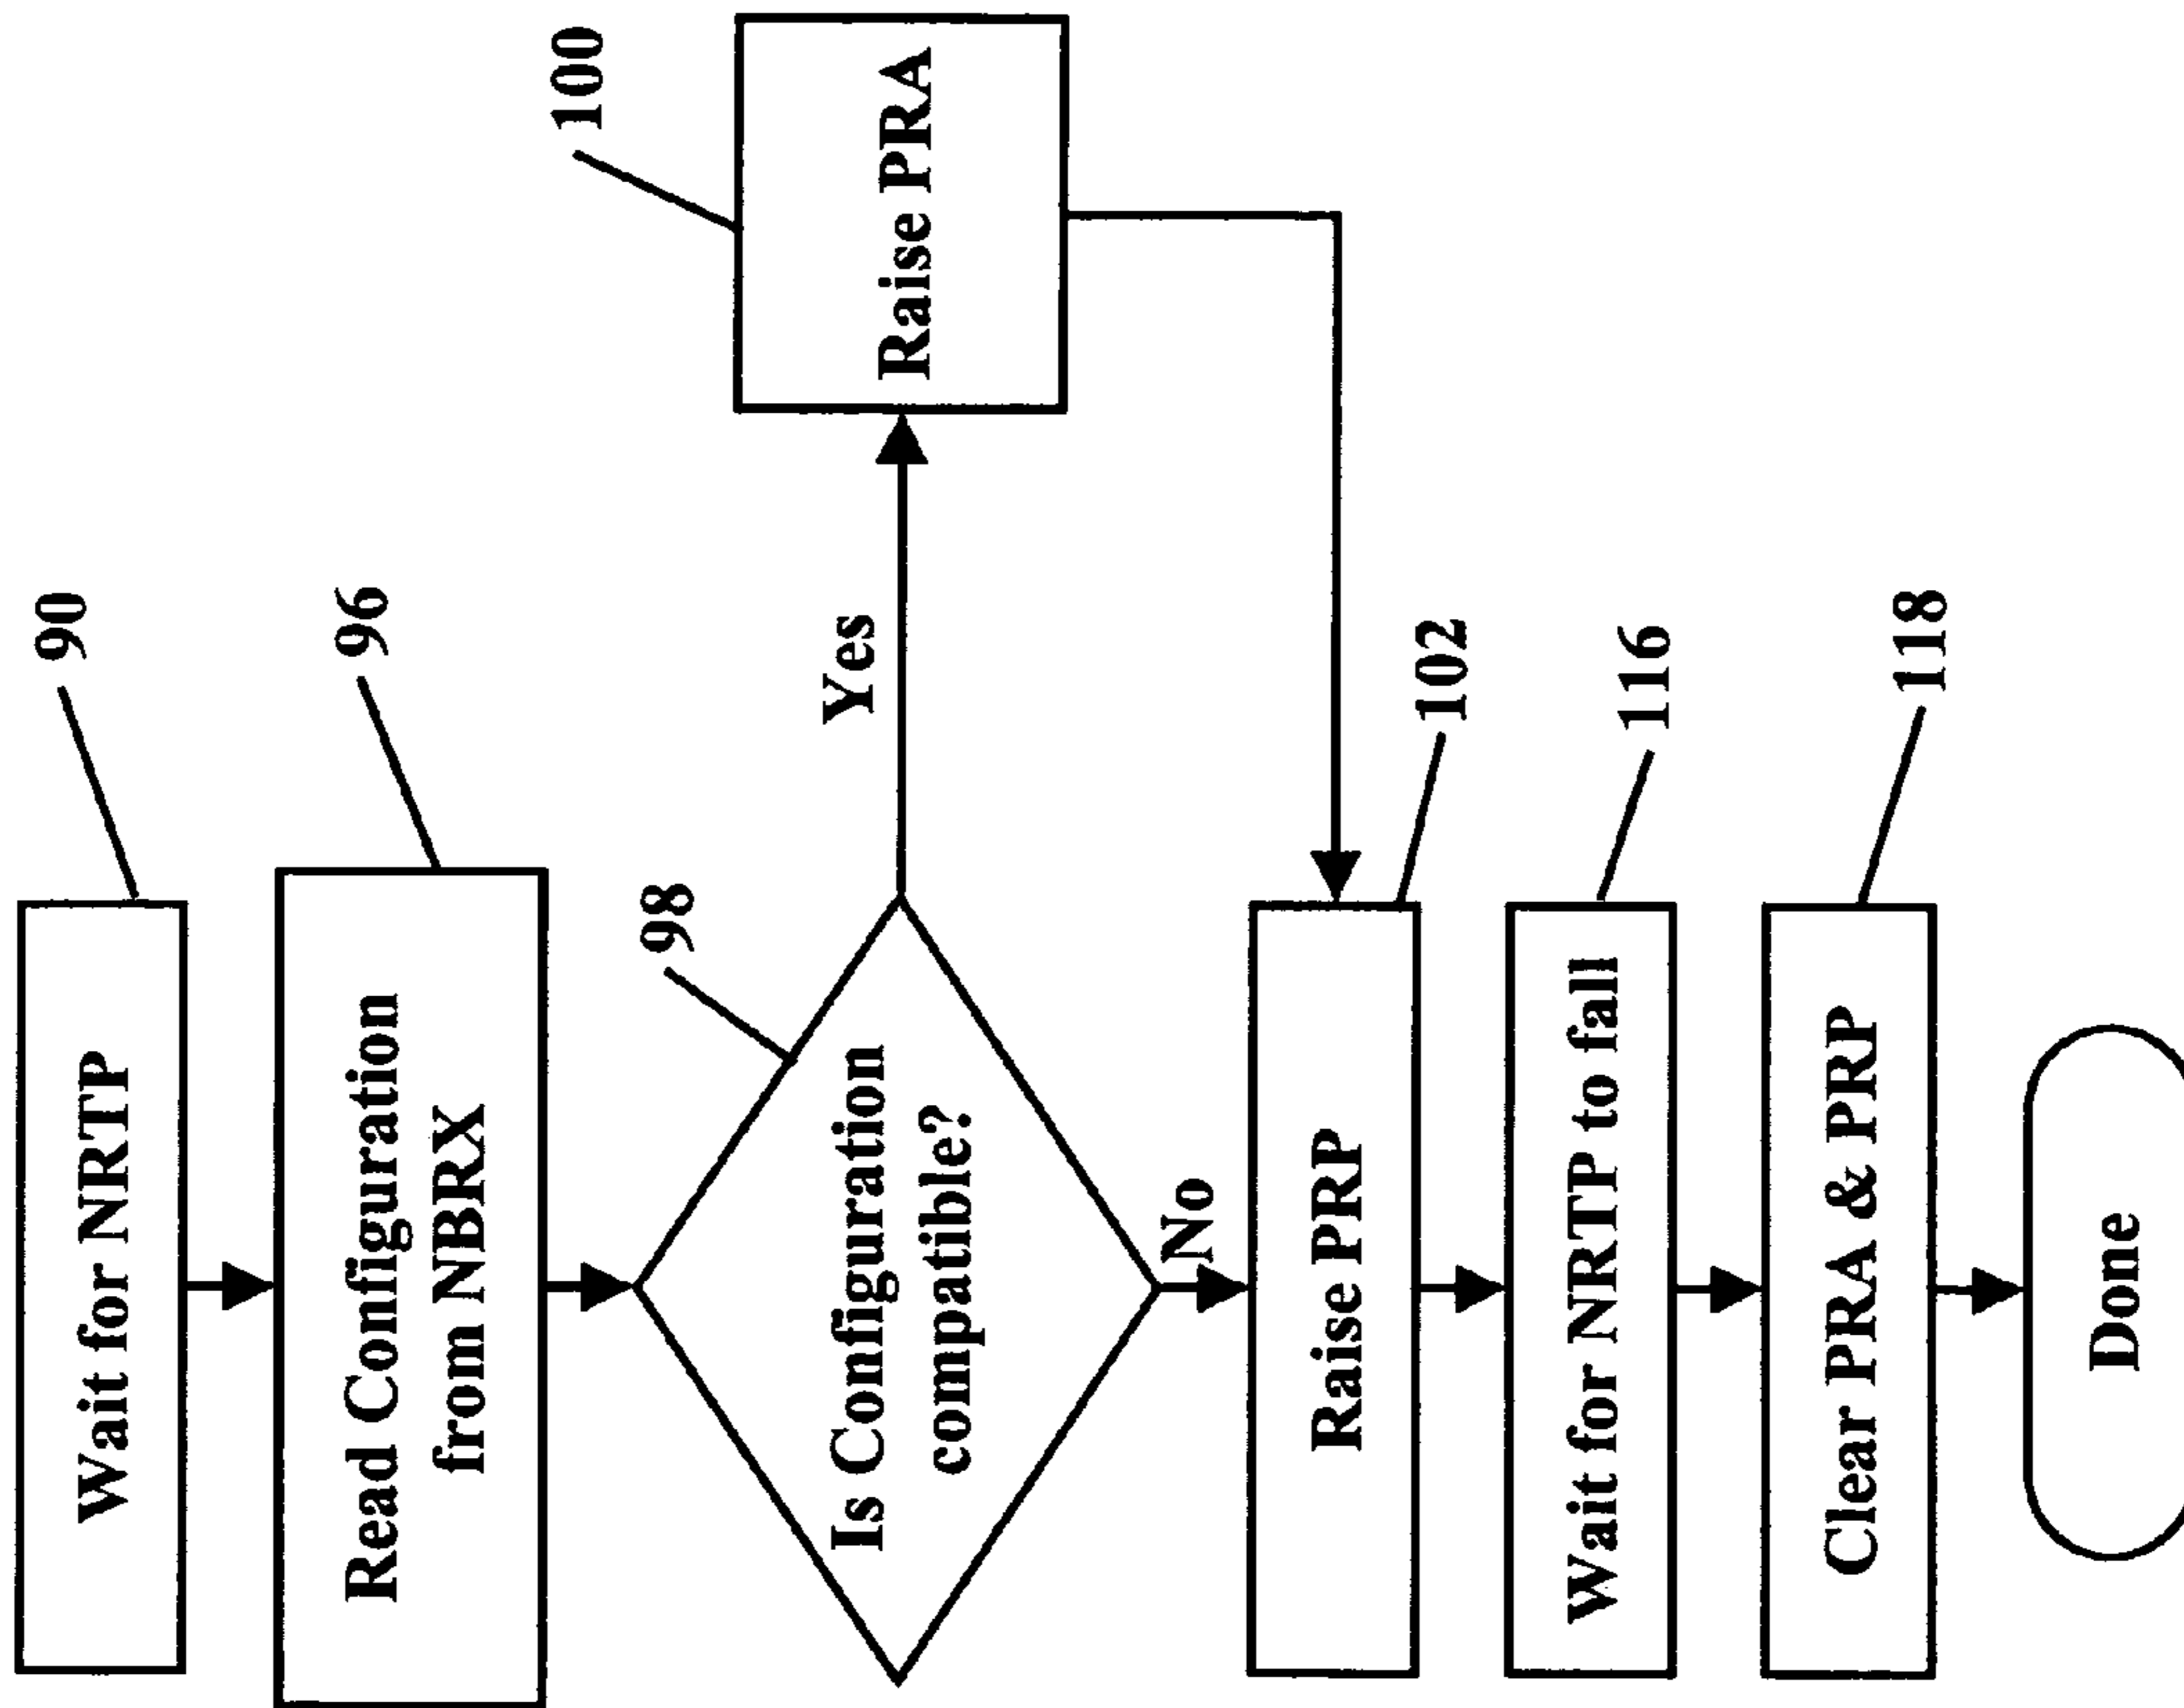 Wait for NRTP
90
Read Configuration
from NBRX
96
Is Configuration
compatible?
98
Yes
Raise PRA
100
No
Raise PRP
102
Wait for NRTP to fall
116
Clear PRA & PRP
118
Done